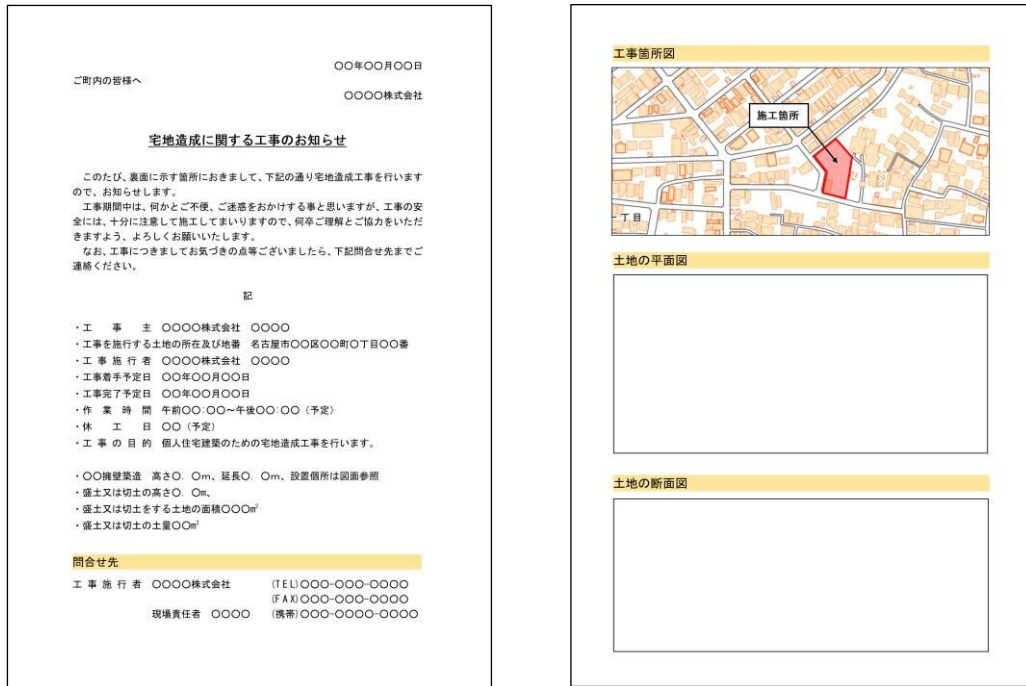 〇〇年〇〇月〇〇日
ご町内の皆様へ
〇〇〇〇株式会社
宅地造成に関する工事のお知らせ
このたび、裏面に示す箇所におきまして、下記の通り宅地造成工事を行います
ので、お知らせします。
工事期間中は、何かとご不便、ご迷惑をおかけする事と思いますが、工事の安
全には、十分に注意して施工してまいりますので、何卒ご理解とご協力をいただ
きますよう、よろしくお願いいたします。
なお、工事につきましてお気づきの点等ございましたら、下記問合せ先までご
連絡ください。
記
・工　事　主　〇〇〇〇株式会社　〇〇〇〇
・工事を施行する土地の所在及び地番　名古屋市〇〇区〇〇町〇丁目〇〇番
・工事施行者　〇〇〇〇株式会社　〇〇〇〇
・工事着手予定日　〇〇年〇〇月〇〇日
・工事完了予定日　〇〇年〇〇月〇〇日
・作業時間　午前〇〇:〇〇～午後〇〇:〇〇（予定）
・休　工　日　〇〇（予定）
・工事の目的　個人住宅建築のための宅地造成工事を行います。
・〇〇擁壁築造　高さ〇．〇ｍ、延長〇．〇ｍ、設置個所は図面参照
・盛土又は切土の高さ〇．〇ｍ、
・盛土又は切土をする土地の面積〇〇〇㎡
・盛土又は切土の土量〇〇㎥
問合せ先
工事施行者　〇〇〇〇株式会社　(TEL)〇〇〇-〇〇〇-〇〇〇〇
(FAX)〇〇〇-〇〇〇-〇〇〇〇
現場責任者　〇〇〇〇　(携帯)〇〇〇-〇〇〇〇-〇〇〇〇
工事箇所図
施工箇所
一丁目
土地の平面図
土地の断面図